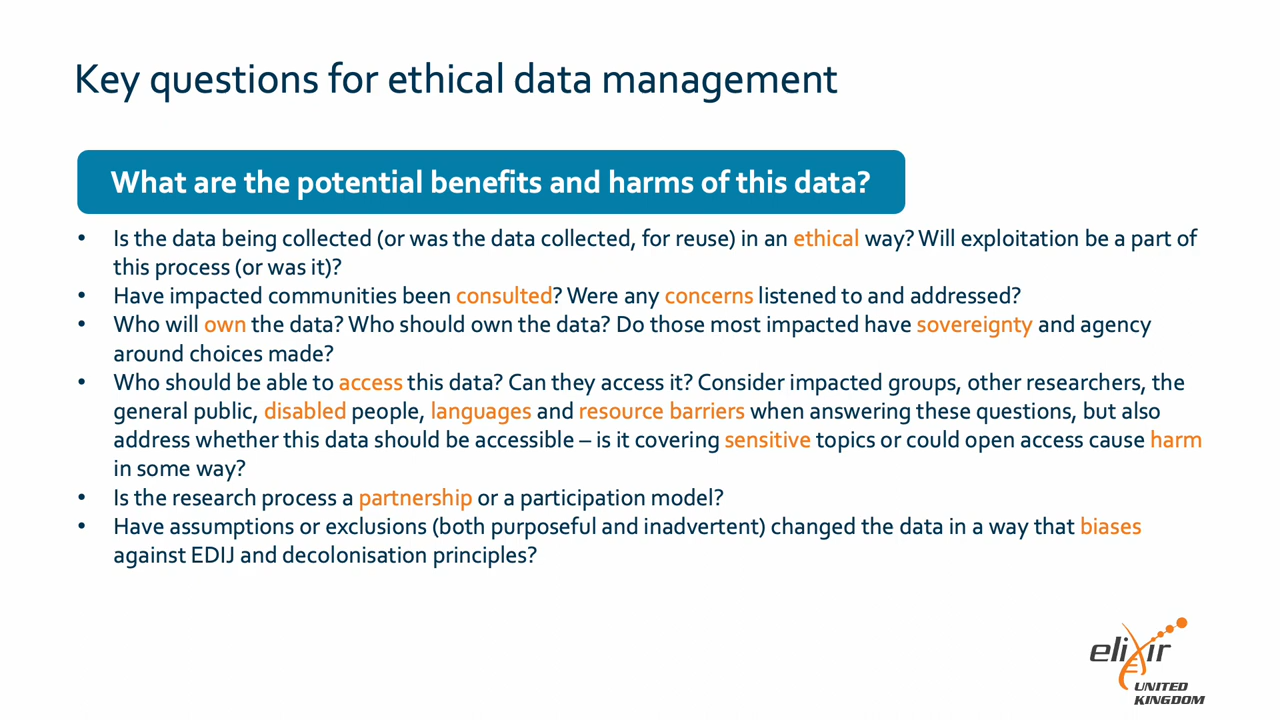 Key questions for ethical data management
What are the potential benefits and harms of this data?
• Is the data being collected (or was the data collected, for reuse) in an ethical way? Will exploitation be a part of
this process (or was it)?
• Have impacted communities been consulted? Were any concerns listened to and addressed?
• Who will own the data? Who should own the data? Do those most impacted have sovereignty and agency
around choices made?
• Who should be able to access this data? Can they access it? Consider impacted groups, other researchers, the
general public, disabled people, languages and resource barriers when answering these questions, but also
address whether this data should be accessible – is it covering sensitive topics or could open access cause harm
in some way?
• Is the research process a partnership or a participation model?
• Have assumptions or exclusions (both purposeful and inadvertent) changed the data in a way that biases
against EDIJ and decolonisation principles?
elixir
UNITED
KINGDOM